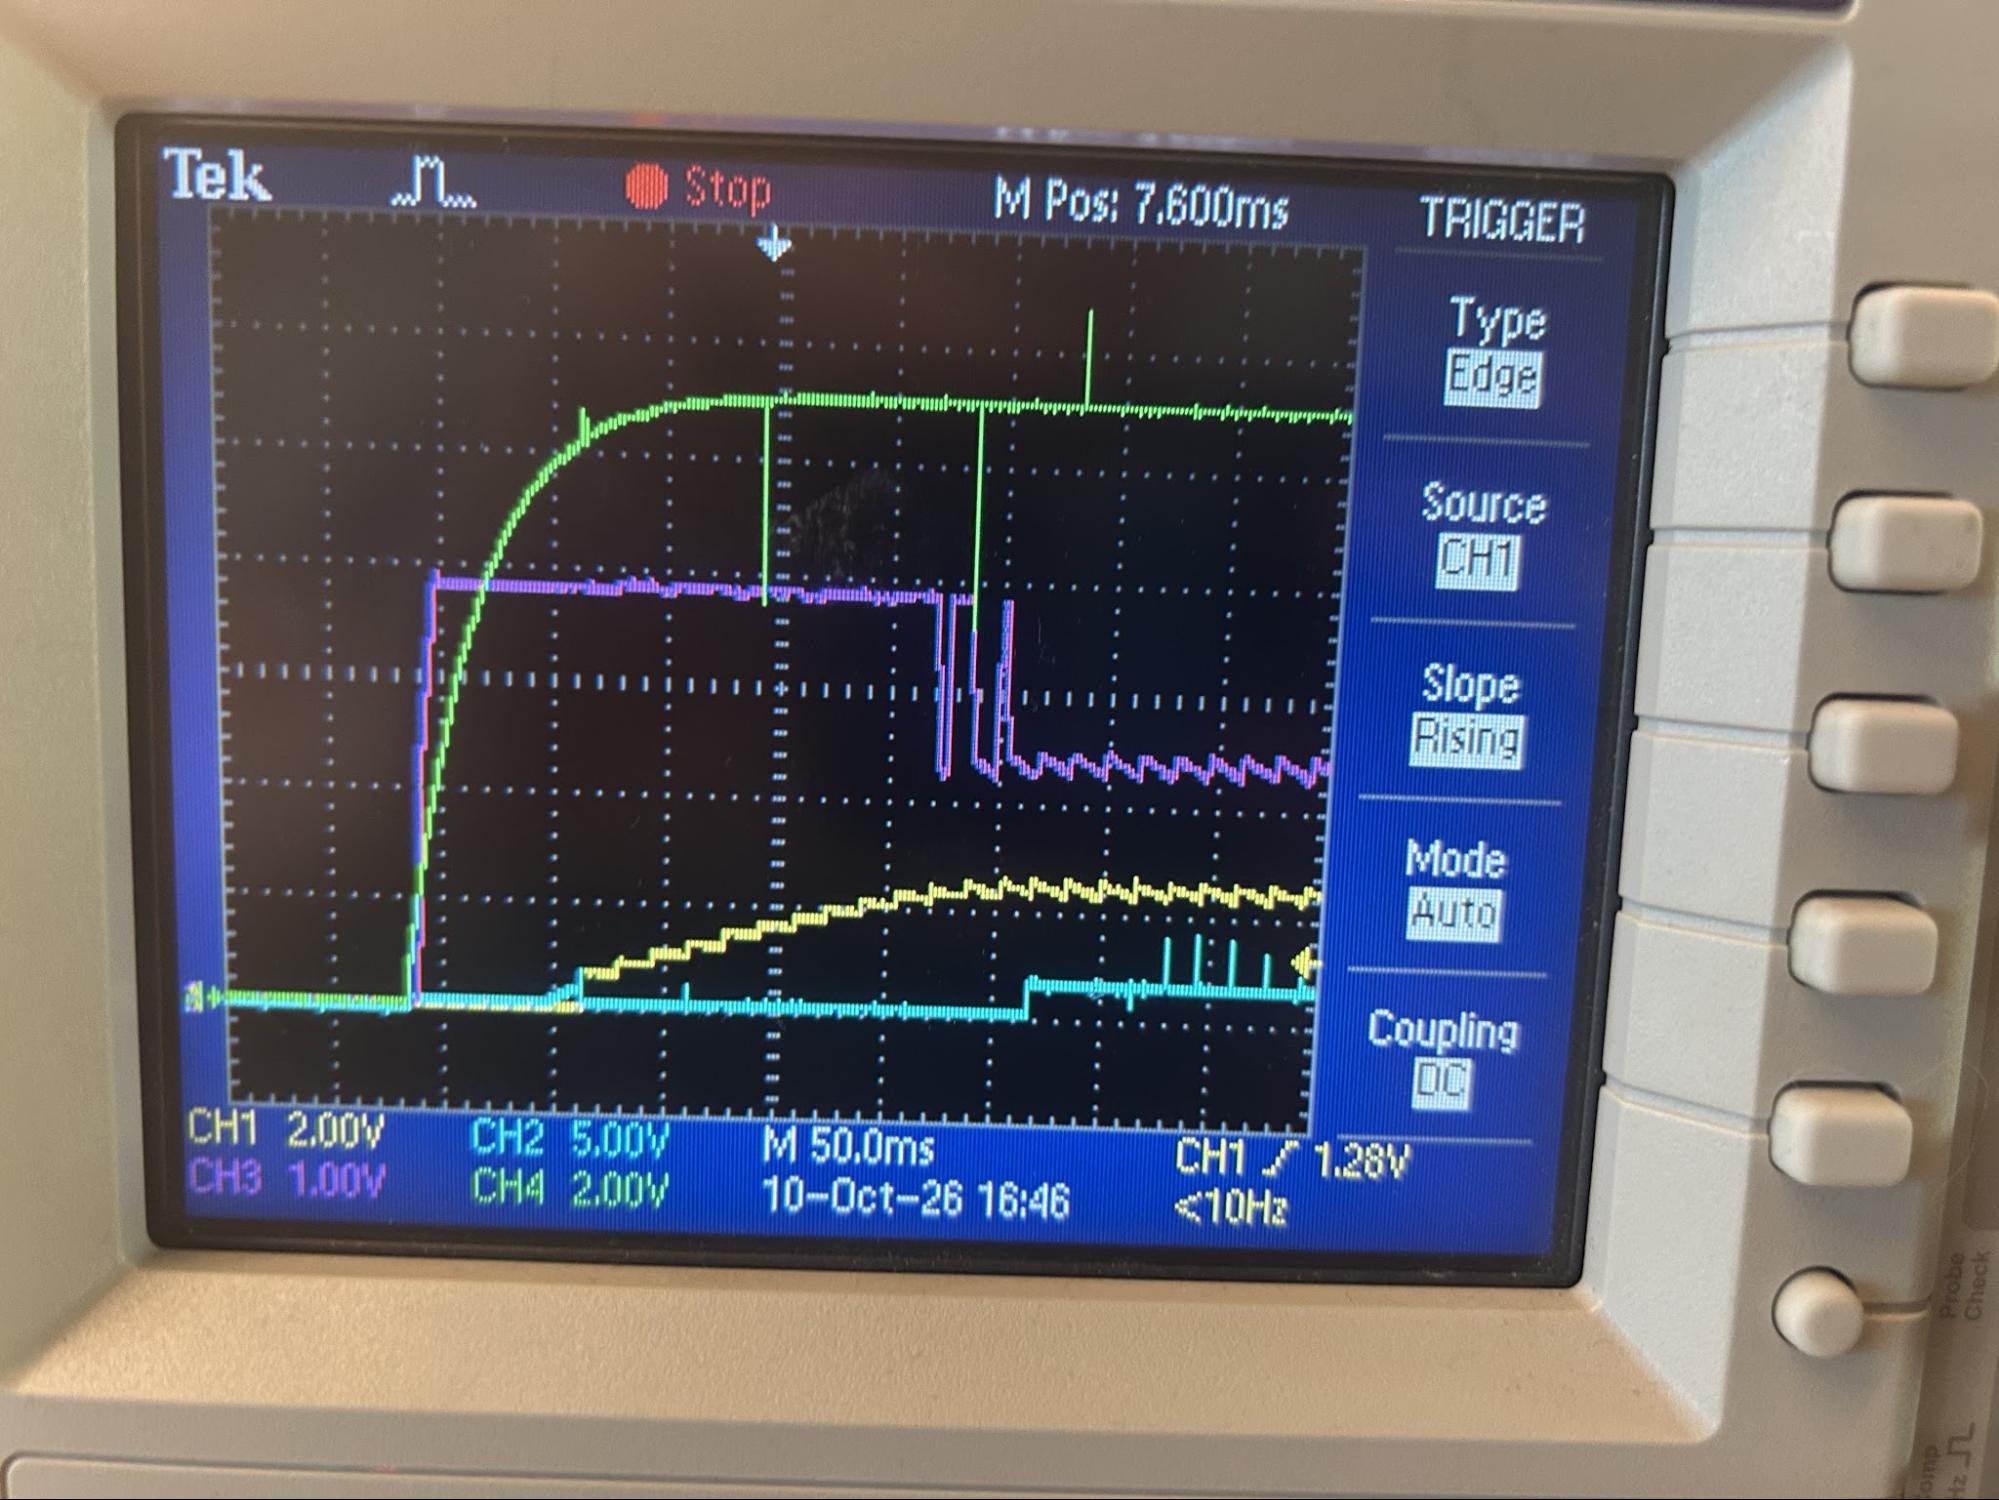 Tek Stop M Pos: 7.600ms TRIGGER
Type
Edge
Source
CH1
Slope
Rising
Mode
Auto
Coupling
DC
CH1 2.00V CH2 5.00V M 50.0ms CH1 1.28V
CH3 1.00V CH4 2.00V 10-Oct-26 16:46 <10Hz
Probe
Check